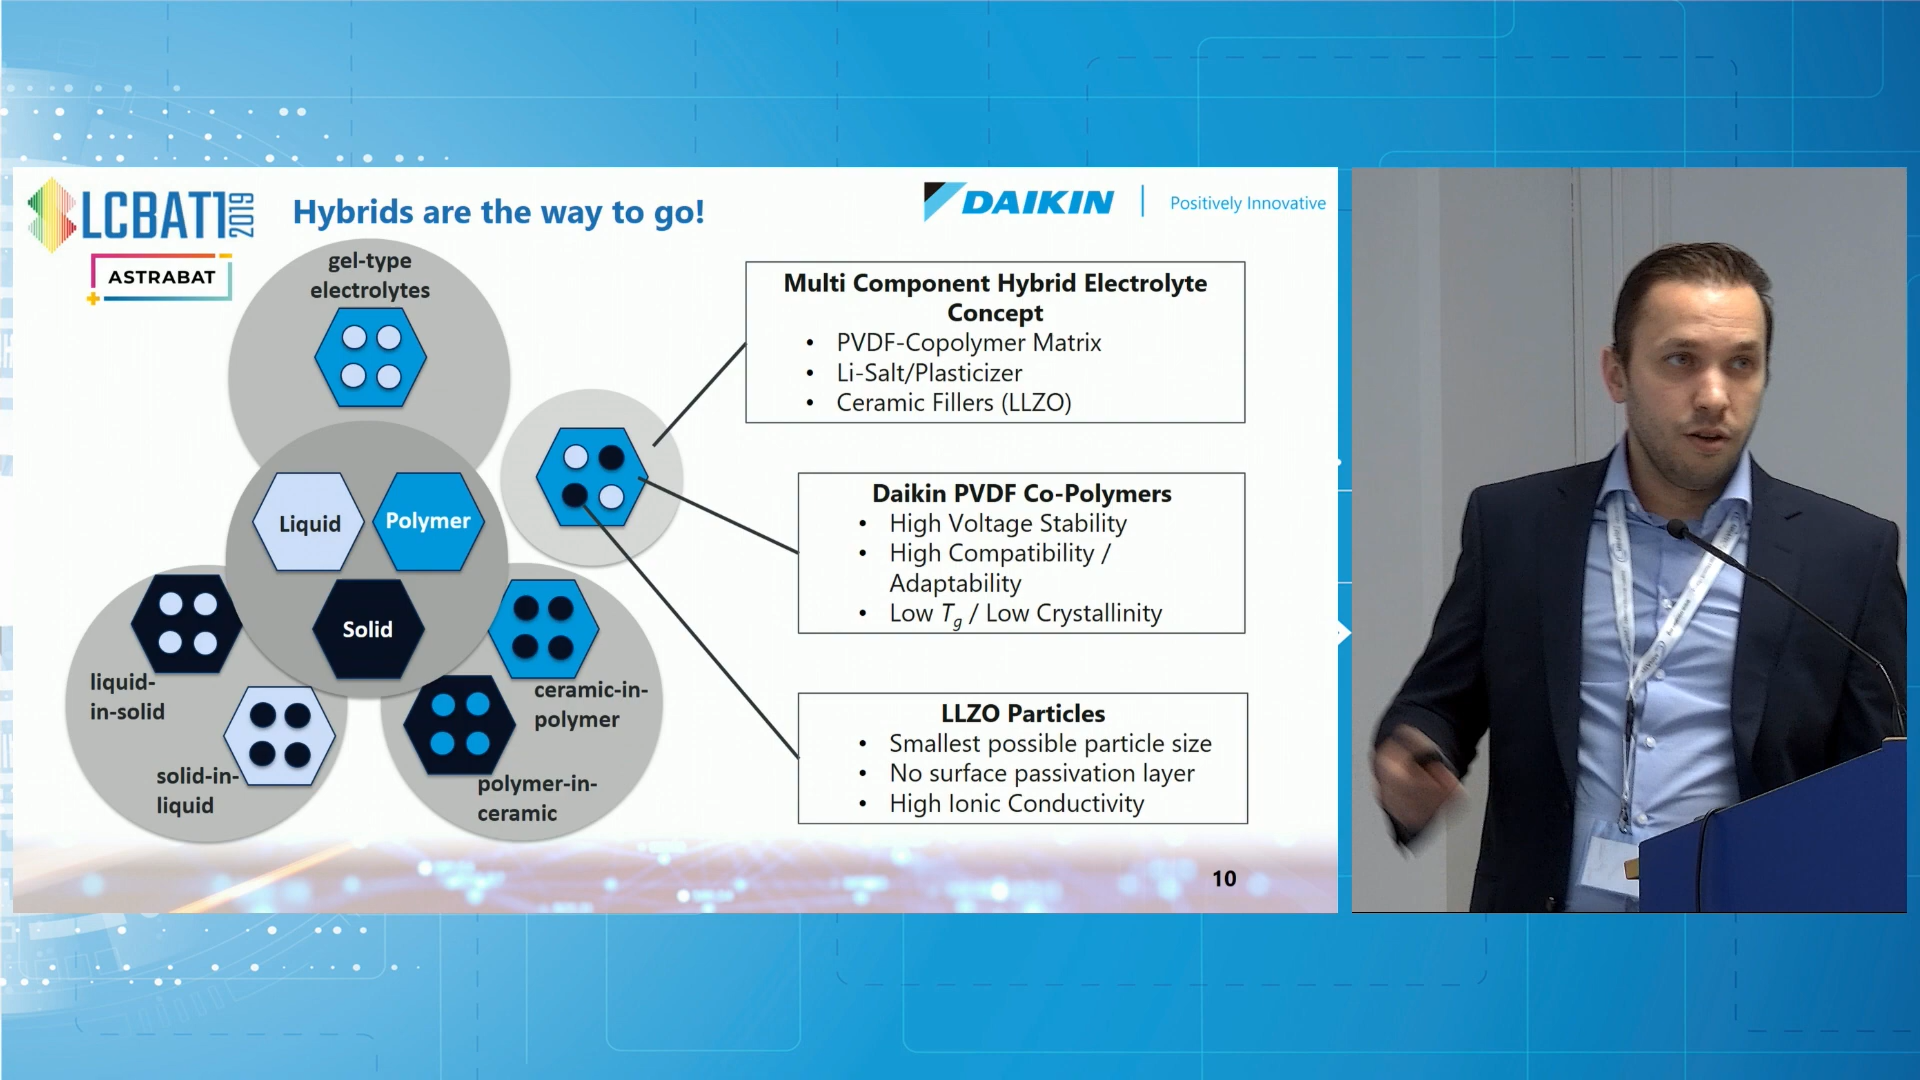 LCBAT1 2019
Hybrids are the way to go!
DAIKIN
Positively Innovative
ASTRABAT
gel-type
electrolytes
Liquid
Polymer
Solid
liquid-
in-solid
solid-in-
liquid
ceramic-in-
polymer
polymer-in-
ceramic
Multi Component Hybrid Electrolyte
Concept
• PVDF-Copolymer Matrix
• Li-Salt/Plasticizer
• Ceramic Fillers (LLZO)
Daikin PVDF Co-Polymers
• High Voltage Stability
• High Compatibility /
Adaptability
• Low Tg / Low Crystallinity
LLZO Particles
• Smallest possible particle size
• No surface passivation layer
• High Ionic Conductivity
10